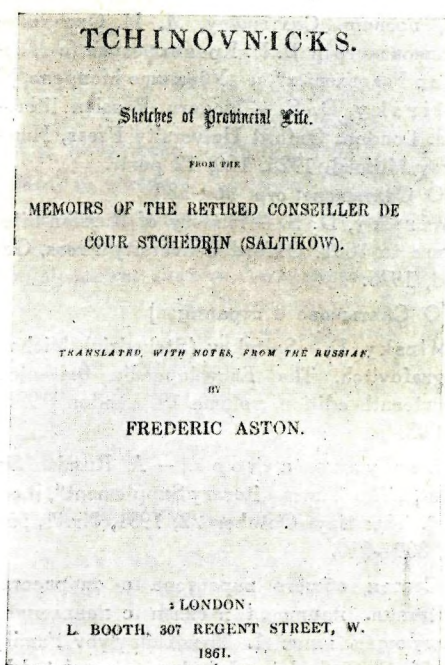 TCHINOVNICKS.
Sketches of Provincial Life.
FROM THE
MEMOIRS OF THE RETIRED CONSEILLER DE
COUR STCHEDRIN (SALTIKOW).
TRANSLATED, WITH NOTES, FROM THE RUSSIAN,
BY
FREDERIC ASTON.
LONDON:
L. BOOTH, 307 REGENT STREET, W.
1861.